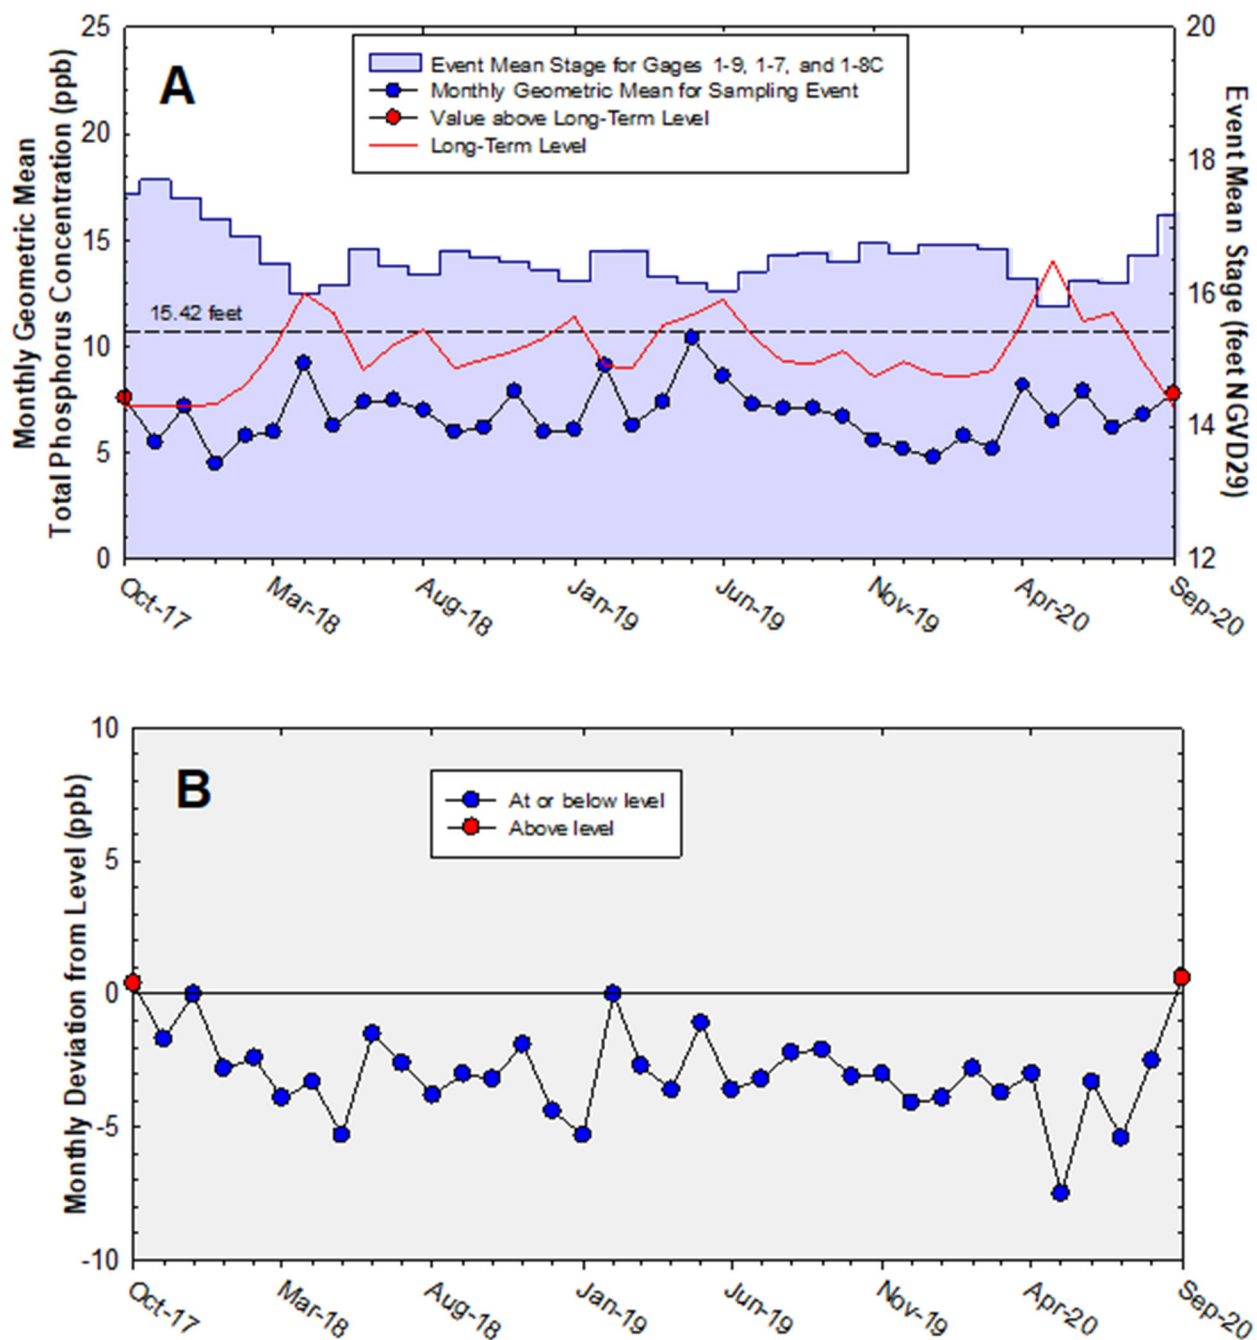 A
Event Mean Stage for Gages 1-9, 1-7, and 1-8C
Monthly Geometric Mean for Sampling Event
Value above Long-Term Level
Long-Term Level
Monthly Geometric Mean
Total Phosphorus Concentration (ppb)
25
20
15
10
5
0
15.42 feet
Event Mean Stage (feet NGVD29)
20
18
16
14
12
Oct-17
Mar-18
Aug-18
Jan-19
Jun-19
Nov-19
Apr-20
Sep-20
B
At or below level
Above level
Monthly Deviation from Level (ppb)
10
5
0
-5
-10
Oct-17
Mar-18
Aug-18
Jan-19
Jun-19
Nov-19
Apr-20
Sep-20